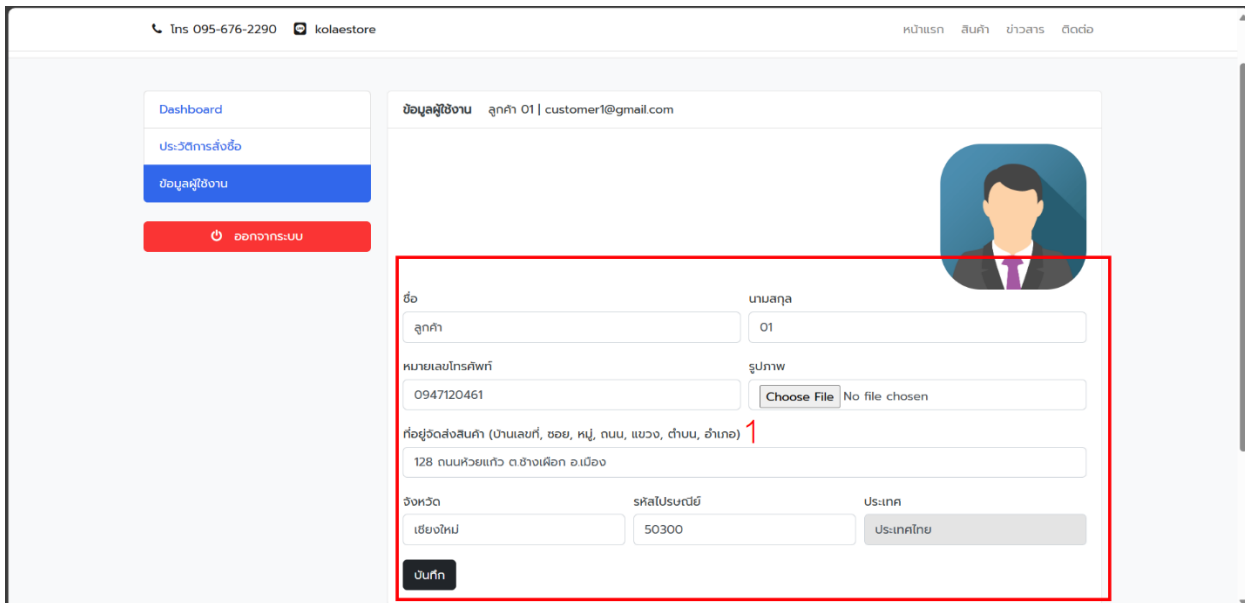 โทร 095-676-2290 kolaestore หน้าแรก สินค้า ข่าวสาร ติดต่อ
Dashboard
ประวัติการสั่งซื้อ
ข้อมูลผู้ใช้งาน
ออกจากระบบ
ข้อมูลผู้ใช้งาน ลูกค้า 01 | customer1@gmail.com
ชื่อ นามสกุล
ลูกค้า 01
หมายเลขโทรศัพท์ รูปภาพ
0947120461 Choose File No file chosen
ที่อยู่จัดส่งสินค้า (บ้านเลขที่, ซอย, หมู่, ถนน, แขวง, ตำบน, อำเภอ) 1
128 ถนนห้วยแก้ว ต.ช้างเผือก อ.เมือง
จังหวัด รหัสไปรษณีย์ ประเทศ
เชียงใหม่ 50300 ประเทศไทย
บันทึก